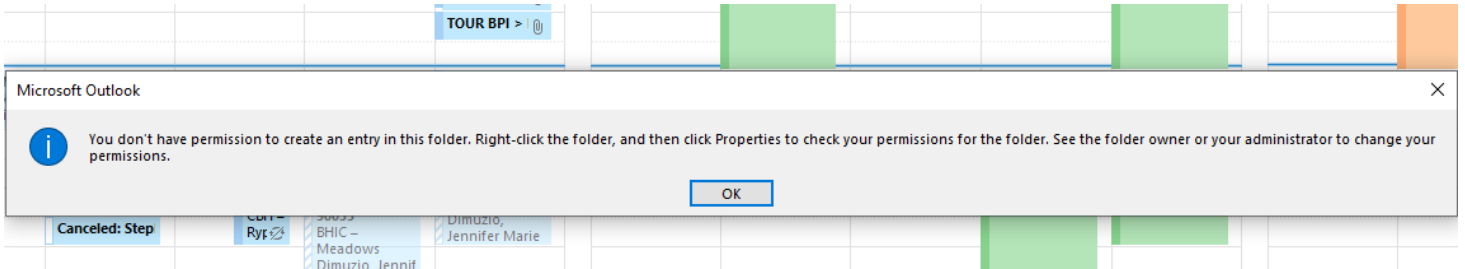 TOUR BPI >
Microsoft Outlook
You don't have permission to create an entry in this folder. Right-click the folder, and then click Properties to check your permissions for the folder. See the folder owner or your administrator to change your
permissions.
OK
Canceled: Step
BHIC –
Meadows
Dimuzio, Jennif
Dimuzio,
Jennifer Marie